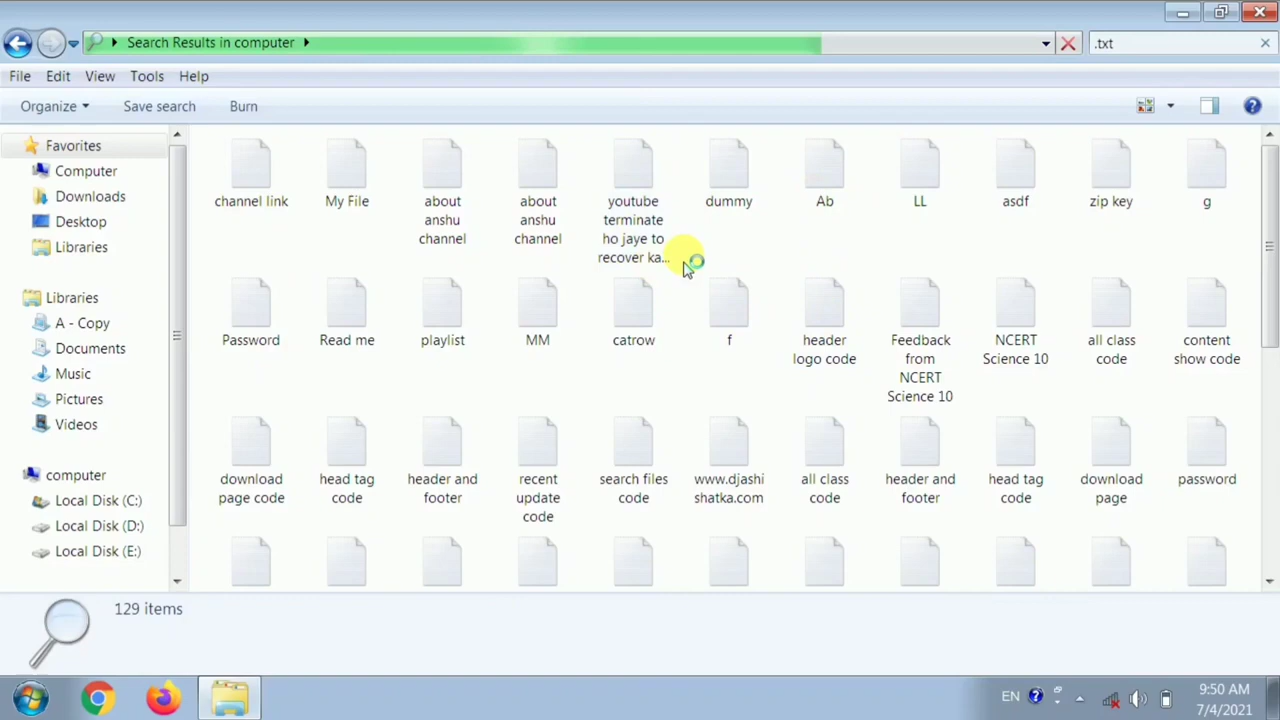 Search Results in computer
.txt
File Edit View Tools Help
Organize Save search Burn
Favorites
Computer
Downloads
Desktop
Libraries
Libraries
A - Copy
Documents
Music
Pictures
Videos
computer
Local Disk (C:)
Local Disk (D:)
Local Disk (E:)
channel link
My File
about
anshu
channel
about
anshu
channel
youtube
terminate
ho jaye to
recover ka...
dummy
Ab
LL
asdf
zip key
g
Password
Read me
playlist
MM
catrow
f
header
logo code
Feedback
from
NCERT
Science 10
NCERT
Science 10
all class
code
content
show code
download
page code
head tag
code
header and
footer
recent
update
code
search files
code
www.djashi
shatka.com
all class
code
header and
footer
head tag
code
download
page
password
129 items
EN
9:50 AM
7/4/2021